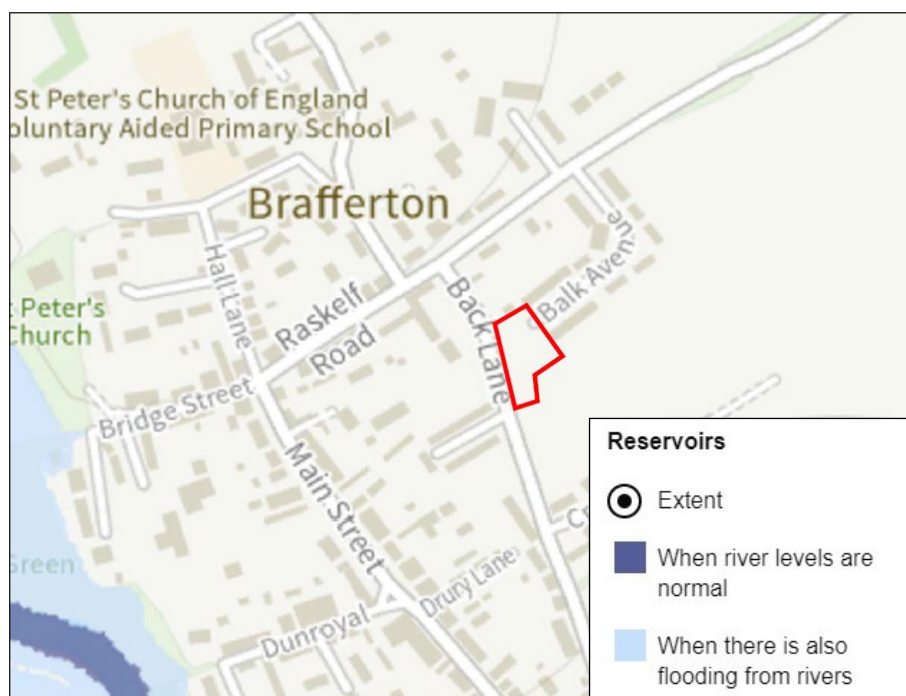 St Peter's Church of England
oluntary Aided Primary School
Brafferton
Hall Lane
Raskelf
Road
Back Lane
Balk Avenue
t Peter's
Church
Bridge Street
Main Street
Green
Drury Lane
Dunroyal
Cr
Reservoirs
Extent
When river levels are
normal
When there is also
flooding from rivers